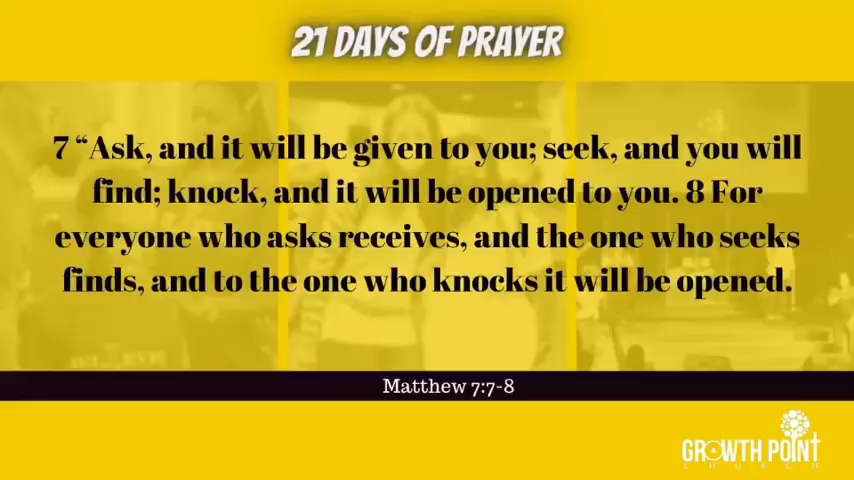 21 DAYS OF PRAYER
7 “Ask, and it will be given to you; seek, and you will
find; knock, and it will be opened to you. 8 For
everyone who asks receives, and the one who seeks
finds, and to the one who knocks it will be opened.
Matthew 7:7-8
GROWTH POINT
CHURCH